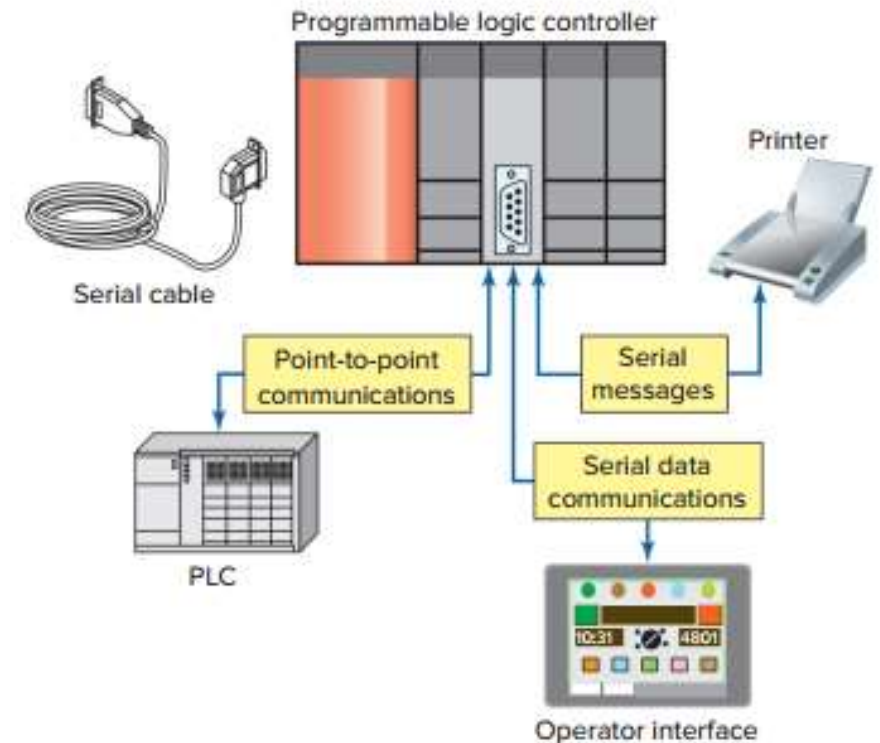 Programmable logic controller
Printer
Serial cable
Point-to-point
communications
Serial
messages
Serial data
communications
PLC
10:31
4801
Operator interface